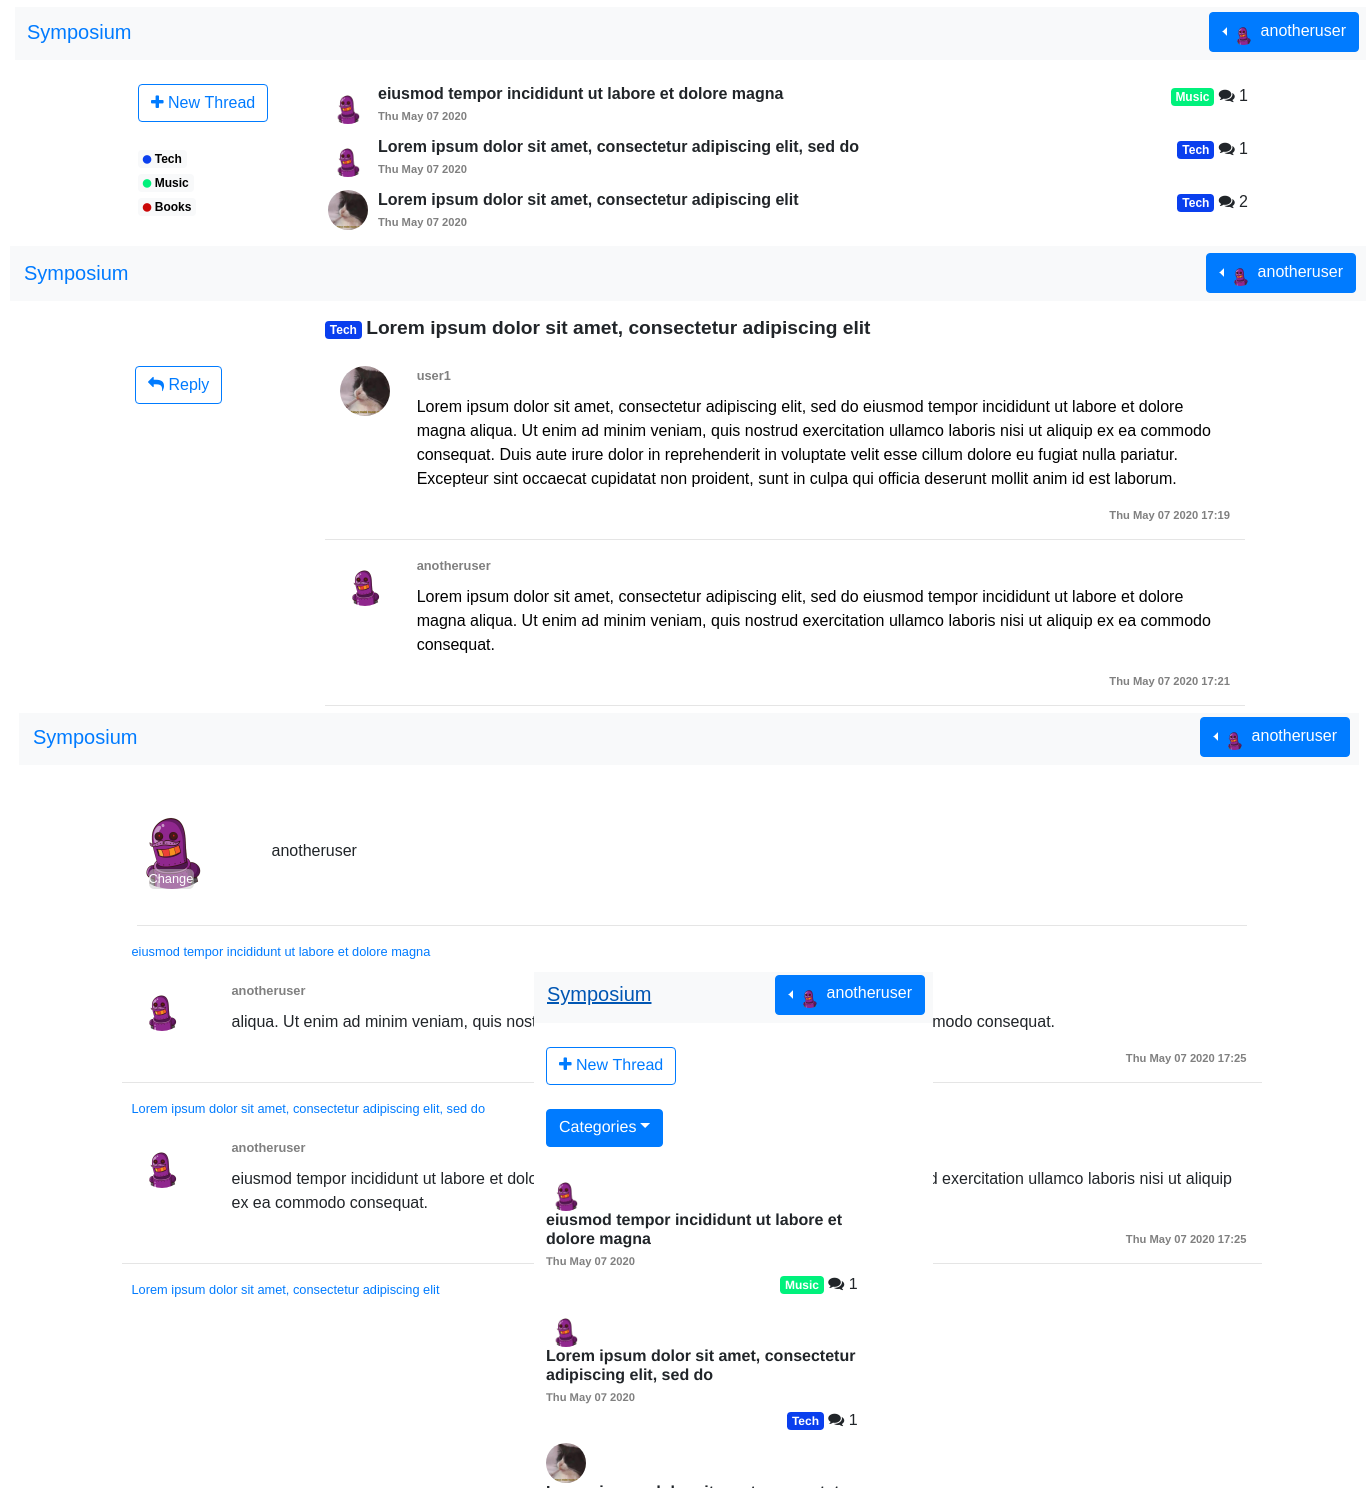 Symposium
anotheruser
New Thread
Tech
Music
Books
eiusmod tempor incididunt ut labore et dolore magna
Thu May 07 2020
Music 1
Lorem ipsum dolor sit amet, consectetur adipiscing elit, sed do
Thu May 07 2020
Tech 1
Lorem ipsum dolor sit amet, consectetur adipiscing elit
Thu May 07 2020
Tech 2
Symposium
anotheruser
Tech Lorem ipsum dolor sit amet, consectetur adipiscing elit
Reply
user1
Lorem ipsum dolor sit amet, consectetur adipiscing elit, sed do eiusmod tempor incididunt ut labore et dolore
magna aliqua. Ut enim ad minim veniam, quis nostrud exercitation ullamco laboris nisi ut aliquip ex ea commodo
consequat. Duis aute irure dolor in reprehenderit in voluptate velit esse cillum dolore eu fugiat nulla pariatur.
Excepteur sint occaecat cupidatat non proident, sunt in culpa qui officia deserunt mollit anim id est laborum.
Thu May 07 2020 17:19
anotheruser
Lorem ipsum dolor sit amet, consectetur adipiscing elit, sed do eiusmod tempor incididunt ut labore et dolore
magna aliqua. Ut enim ad minim veniam, quis nostrud exercitation ullamco laboris nisi ut aliquip ex ea commodo
consequat.
Thu May 07 2020 17:21
Symposium
anotheruser
Change
anotheruser
eiusmod tempor incididunt ut labore et dolore magna
anotheruser
aliqua. Ut enim ad minim veniam, quis nost
modo consequat.
Thu May 07 2020 17:25
Lorem ipsum dolor sit amet, consectetur adipiscing elit, sed do
anotheruser
eiusmod tempor incididunt ut labore et dolo
d exercitation ullamco laboris nisi ut aliquip
ex ea commodo consequat.
Thu May 07 2020 17:25
Lorem ipsum dolor sit amet, consectetur adipiscing elit
Symposium
anotheruser
New Thread
Categories
eiusmod tempor incididunt ut labore et
dolore magna
Thu May 07 2020
Music 1
Lorem ipsum dolor sit amet, consectetur
adipiscing elit, sed do
Thu May 07 2020
Tech 1